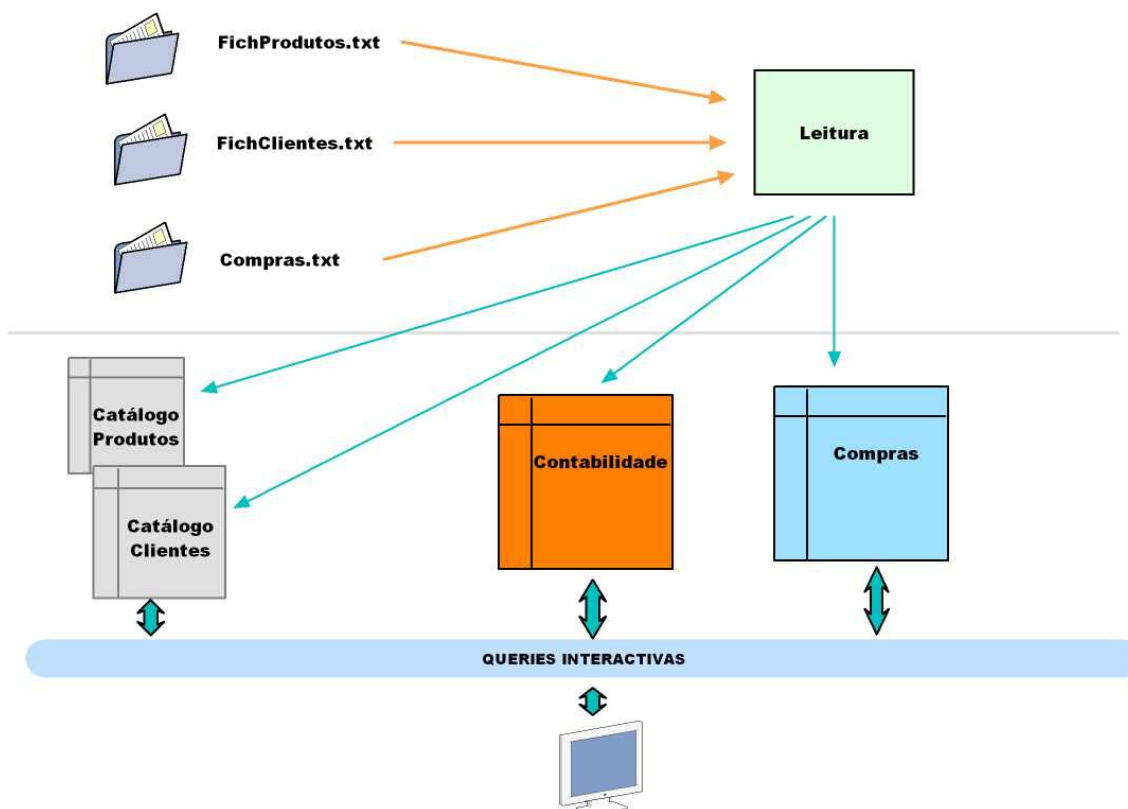 FichProdutos.txt
Leitura
FichClientes.txt
Compras.txt
Catálogo
Produtos
Catálogo
Clientes
Contabilidade
Compras
QUERIES INTERACTIVAS